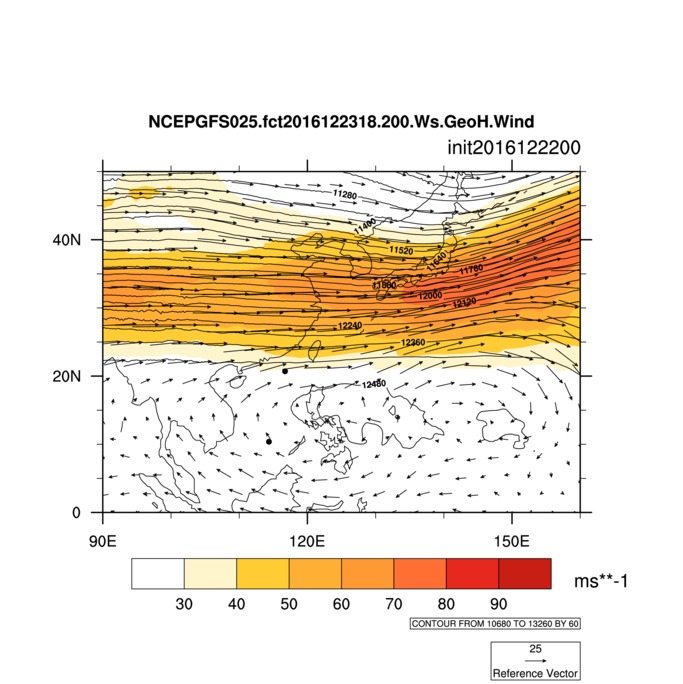 NCEPGFS025.fct2016122318.200.Ws.GeoH.Wind
init2016122200
11280
11400
40N
11520
11640
11760
11880
12000
12120
12240
12360
20N
12480
0
90E 120E 150E
ms**-1
30 40 50 60 70 80 90
CONTOUR FROM 10680 TO 13260 BY 60
25
Reference Vector